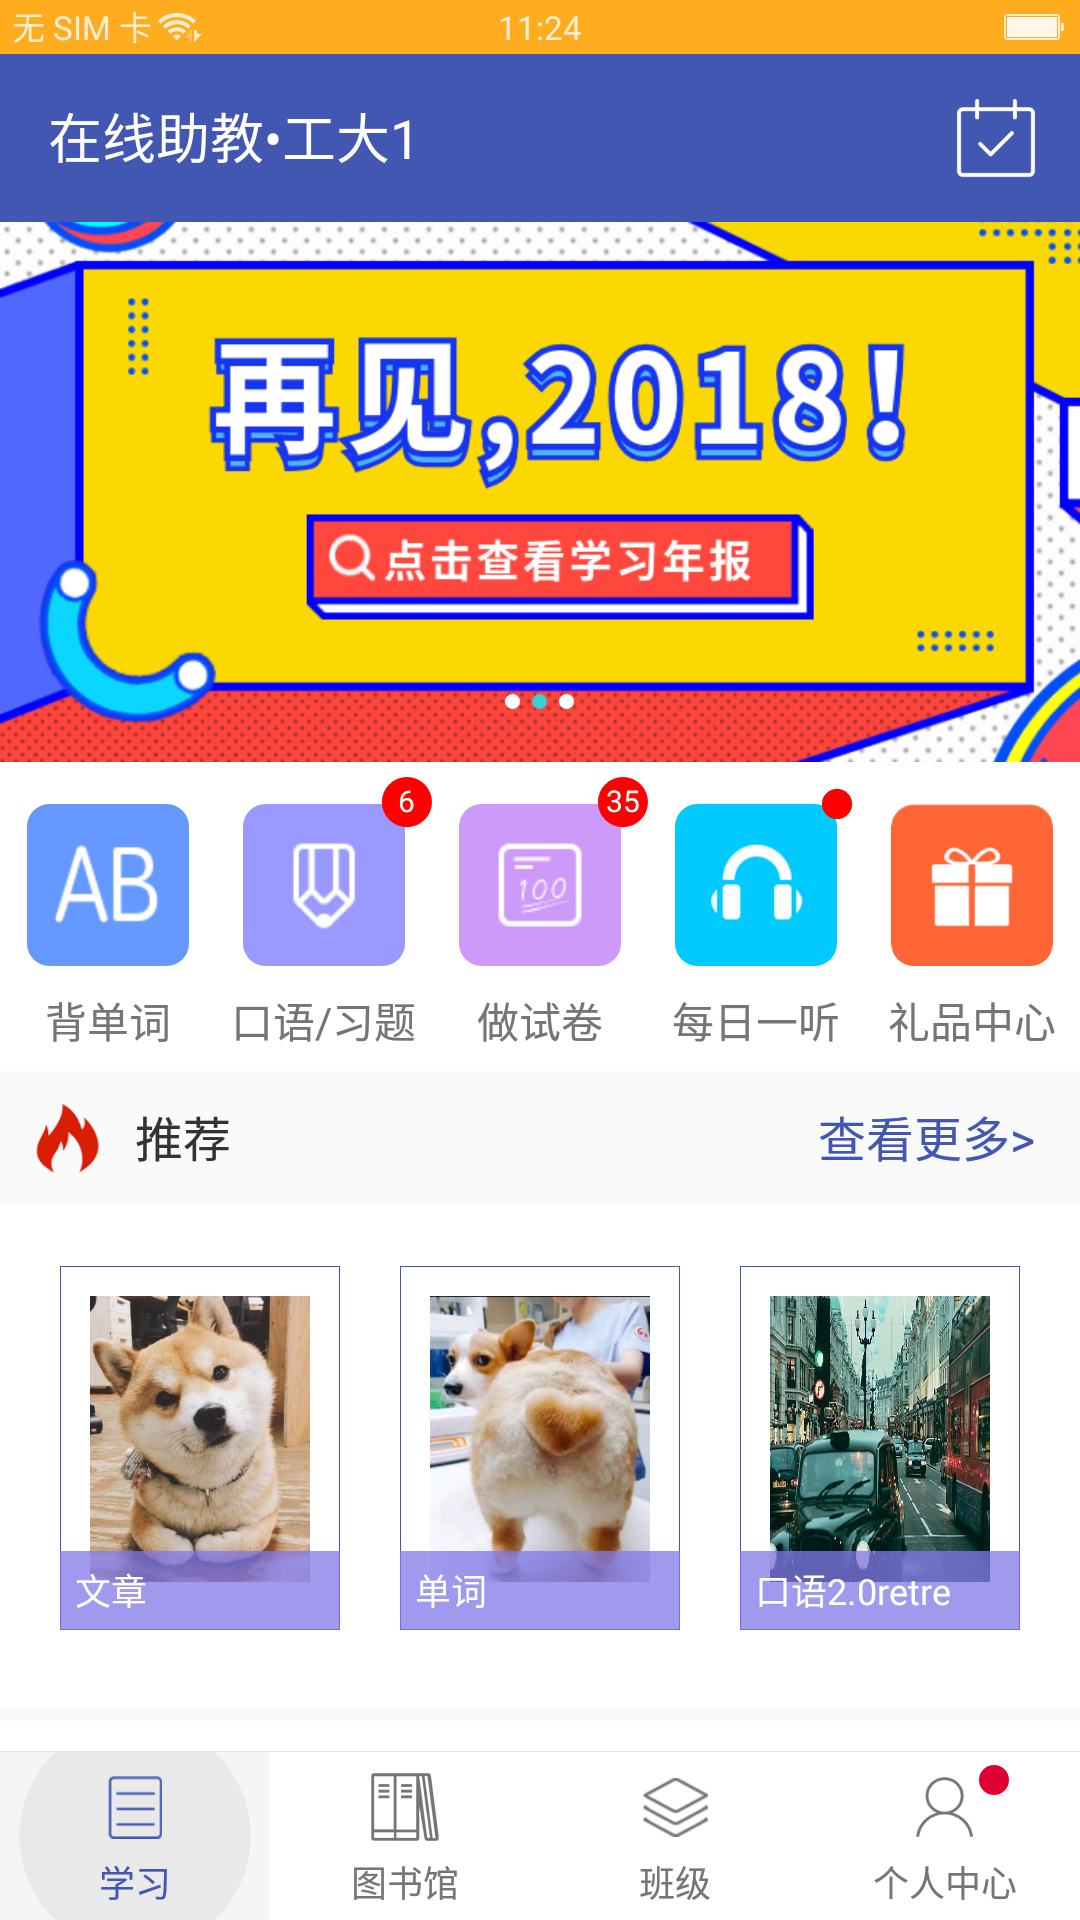 无 SIM 卡
11:24
在线助教•工大1
再见,2018!
点击查看学习年报
6
35
AB
100
背单词
口语/习题
做试卷
每日一听
礼品中心
推荐
查看更多>
文章
单词
口语2.0retre
学习
图书馆
班级
个人中心